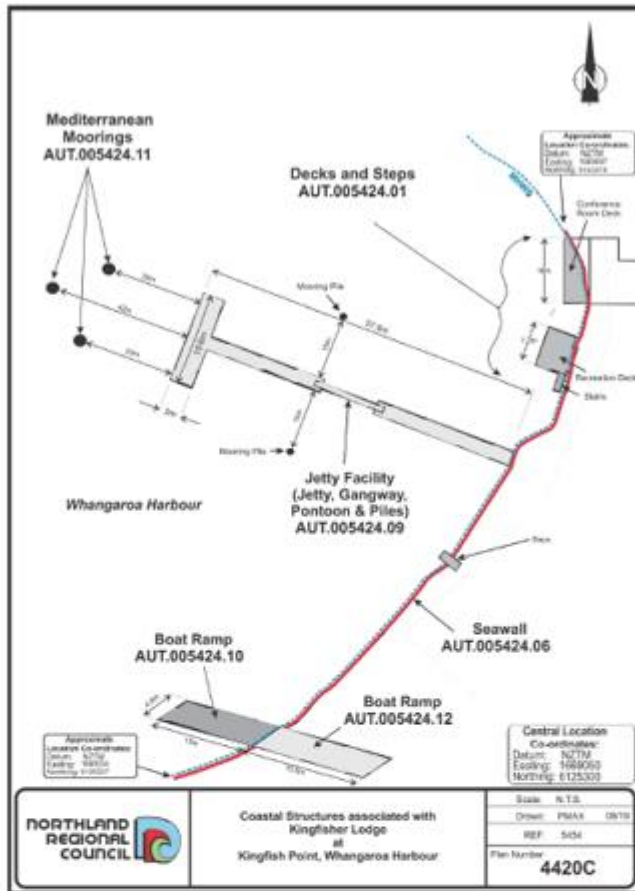 N
Mediterranean
Moorings
AUT.005424.11
Approximate
Location Co-ordinates:
Datum: NZTM
Easting:
Northing:
Decks and Steps
AUT.005424.01
MHWS
Conference
Room Deck
Mooring Pile
Recreation Deck
Stairs
Mooring Pile
Jetty Facility
(Jetty, Gangway,
Pontoon & Piles)
AUT.005424.09
Whangaroa Harbour
Seawall
AUT.005424.06
Boat Ramp
AUT.005424.10
Boat Ramp
AUT.005424.12
Approximate
Location Co-ordinates:
Datum: NZTM
Easting:
Northing:
Central Location
Co-ordinates:
Datum: NZTM
Easting: 1669050
Northing: 6125300
NORTHLAND
REGIONAL
COUNCIL
Coastal Structures associated with
Kingfisher Lodge
at
Kingfish Point, Whangaroa Harbour
Scale: N.T.S.
Drawn:
REF
Plan Number
4420C